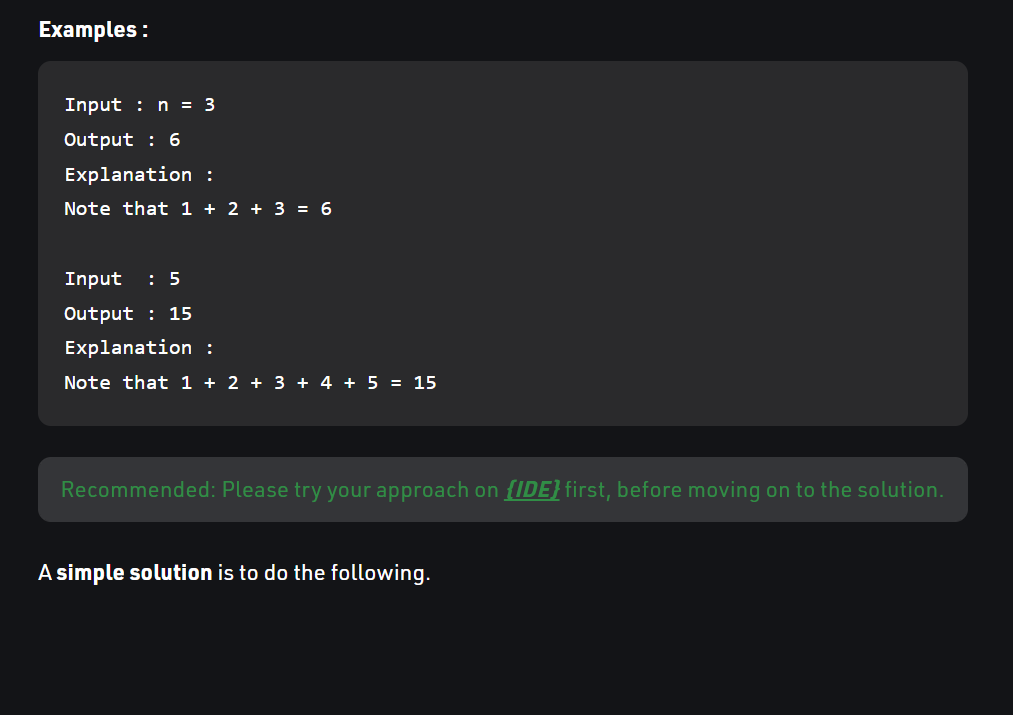 Examples :
Input : n = 3
Output : 6
Explanation :
Note that 1 + 2 + 3 = 6
Input  : 5
Output : 15
Explanation :
Note that 1 + 2 + 3 + 4 + 5 = 15
Recommended: Please try your approach on {IDE} first, before moving on to the solution.
A simple solution is to do the following.